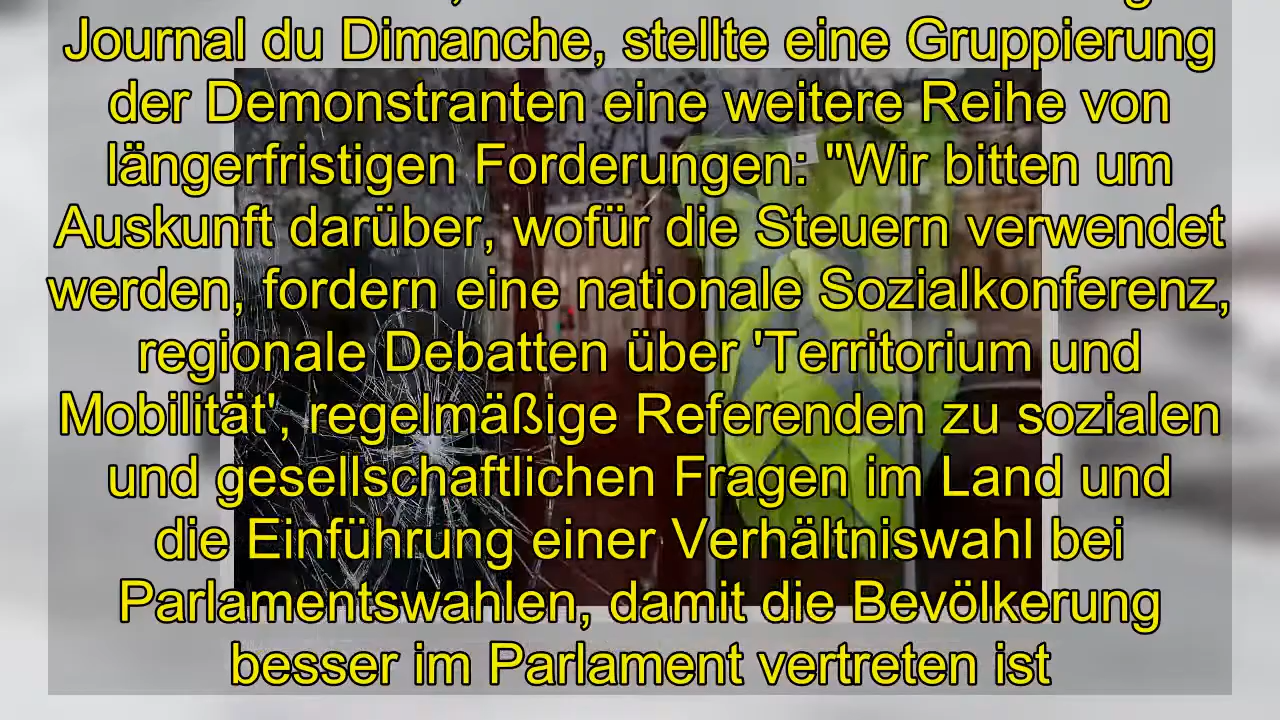 Journal du Dimanche, stellte eine Gruppierung
der Demonstranten eine weitere Reihe von
längerfristigen Forderungen: "Wir bitten um
Auskunft darüber, wofür die Steuern verwendet
werden, fordern eine nationale Sozialkonferenz,
regionale Debatten über 'Territorium und
Mobilität', regelmäßige Referenden zu sozialen
und gesellschaftlichen Fragen im Land und
die Einführung einer Verhältniswahl bei
Parlamentswahlen, damit die Bevölkerung
besser im Parlament vertreten ist